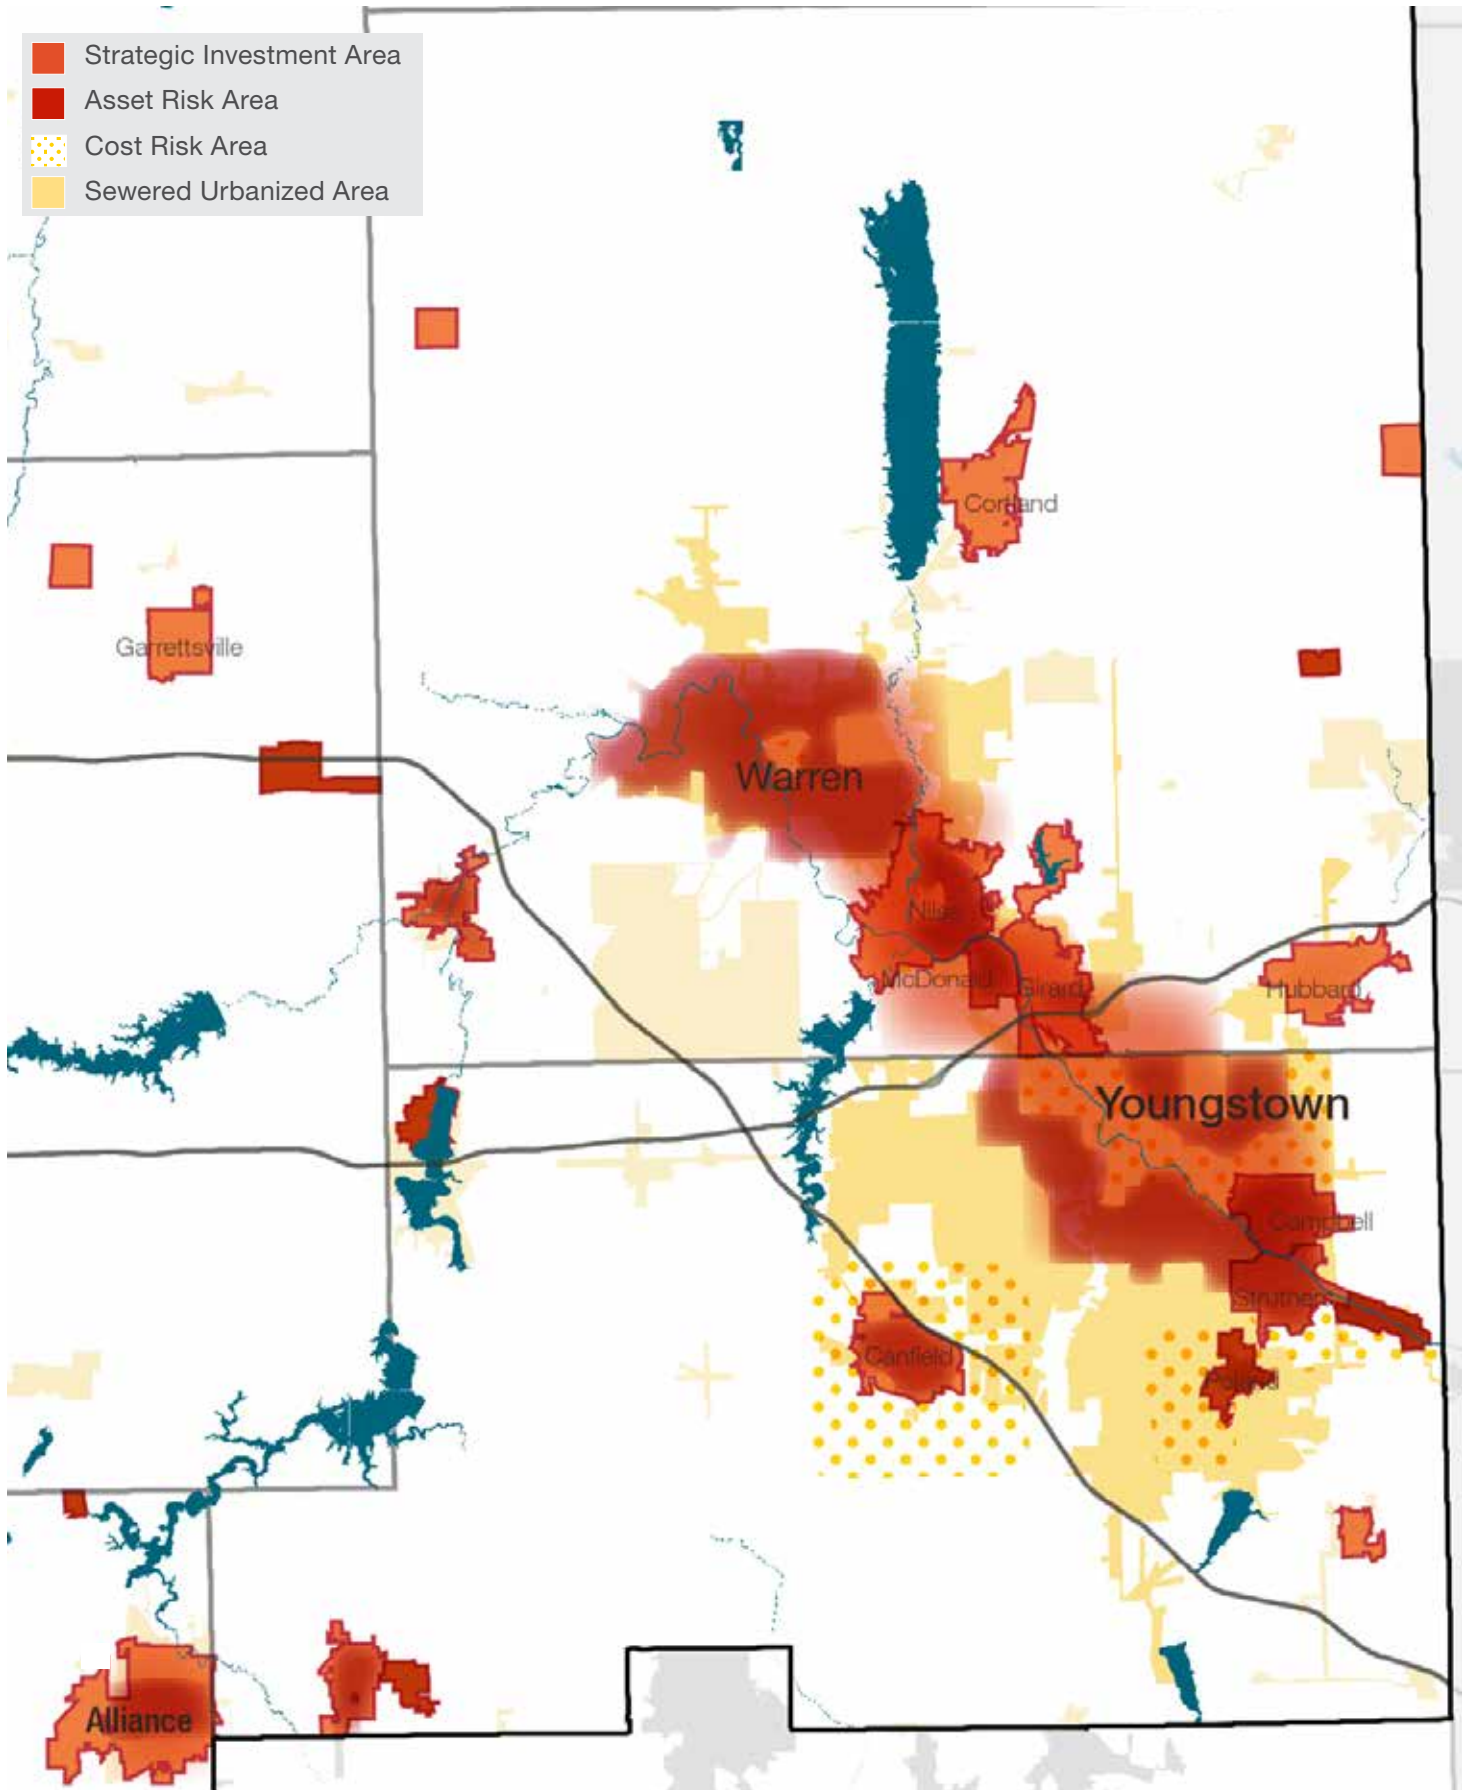 Strategic Investment Area
Asset Risk Area
Cost Risk Area
Sewered Urbanized Area
Cortland
Garrettsville
Warren
Niles
McDonald
Girard
Hubbard
Youngstown
Campbell
Struthers
Canfield
Poland
Alliance